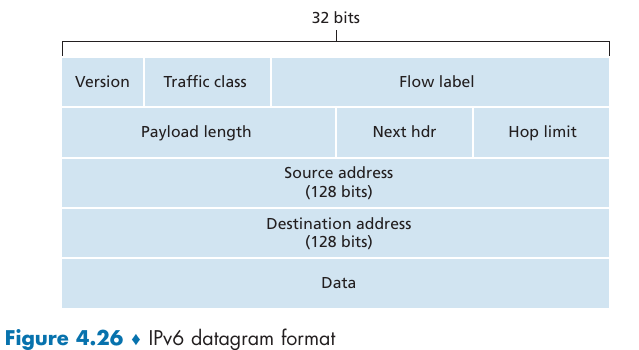 32 bits
Version Traffic class Flow label
Payload length Next hdr Hop limit
Source address
(128 bits)
Destination address
(128 bits)
Data
Figure 4.26 ♦ IPv6 datagram format